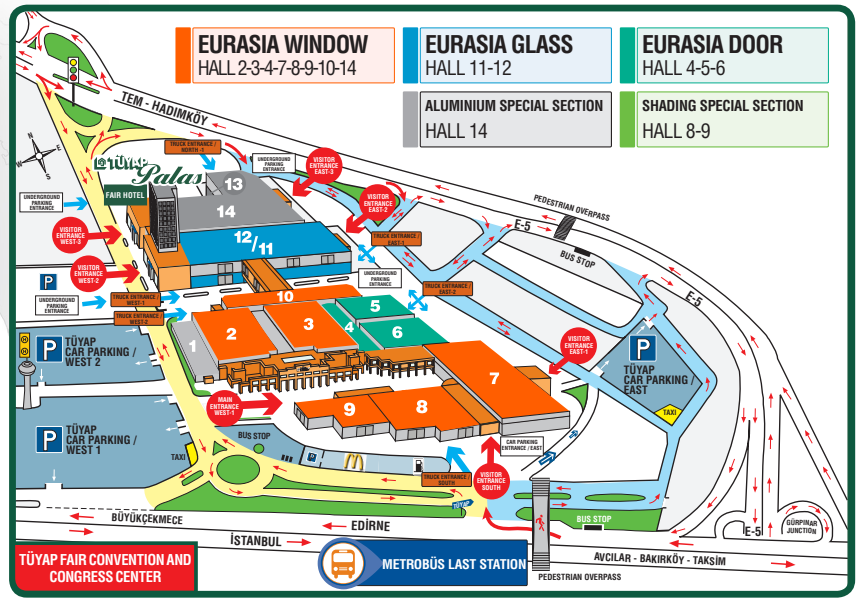 EURASIA WINDOW
HALL 2-3-4-7-8-9-10-14
EURASIA GLASS
HALL 11-12
EURASIA DOOR
HALL 4-5-6
ALUMINIUM SPECIAL SECTION
HALL 14
SHADING SPECIAL SECTION
HALL 8-9
TEM - HADIMKÖY
N
W
E
S
TRUCK ENTRANCE /
NORTH -1
UNDERGROUND
PARKING
ENTRANCE
VISITOR
ENTRANCE
EAST-3
TÜYAP
Palas
FAIR HOTEL
13
14
UNDERGROUND
PARKING
ENTRANCE
VISITOR
ENTRANCE
EAST-2
PEDESTRIAN OVERPASS
E-5
BUS STOP
VISITOR
ENTRANCE
WEST-3
12/11
TRUCK ENTRANCE /
EAST-1
VISITOR
ENTRANCE
WEST-2
P
UNDERGROUND
PARKING
ENTRANCE
TRUCK ENTRANCE /
EAST-2
E-5
UNDERGROUND
PARKING
ENTRANCE
TRUCK ENTRANCE /
WEST-1
TRUCK ENTRANCE /
WEST-2
10
5
1
2
3
4
6
P
TÜYAP
CAR PARKING /
WEST 2
VISITOR
ENTRANCE
EAST-1
P
TÜYAP
CAR PARKING /
EAST
TAXI
7
MAIN
ENTRANCE
WEST-1
9
8
P
TÜYAP
CAR PARKING /
WEST 1
TAXI
BUS STOP
P
CAR PARKING
ENTRANCE / EAST
TRUCK ENTRANCE /
SOUTH
VISITOR
ENTRANCE
SOUTH
TÜYAP
BUS STOP
E-5
GÜRPINAR
JUNCTION
BÜYÜKÇEKMECE
EDİRNE
İSTANBUL
AVCILAR - BAKIRKÖY - TAKSİM
TÜYAP FAIR CONVENTION AND
CONGRESS CENTER
METROBÜS LAST STATION
PEDESTRIAN OVERPASS